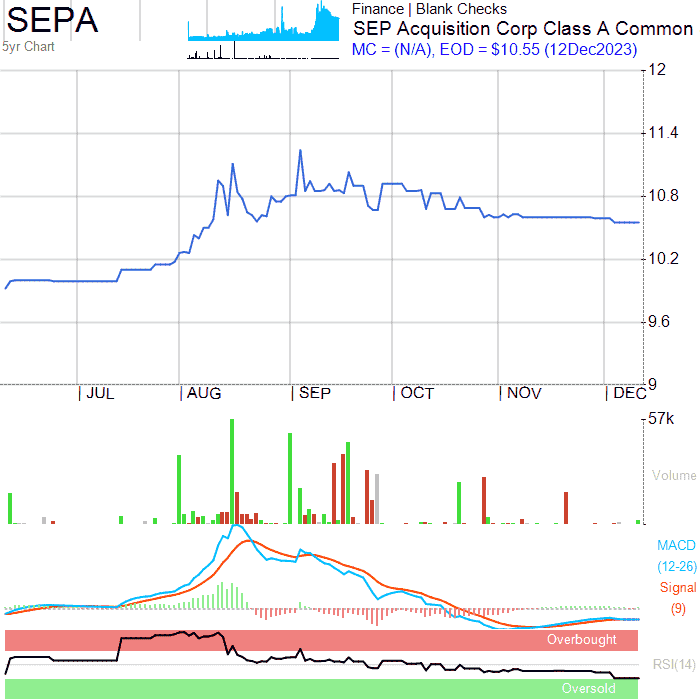 SEPA
5yr Chart
Finance | Blank Checks
SEP Acquisition Corp Class A Common
MC = (N/A), EOD = $10.55 (12Dec2023)
12
11.4
10.8
10.2
9.6
9
| JUL | AUG | SEP | OCT | NOV | DEC
57k
Volume
MACD
(12-26)
Signal
(9)
Overbought
RSI(14)
Oversold